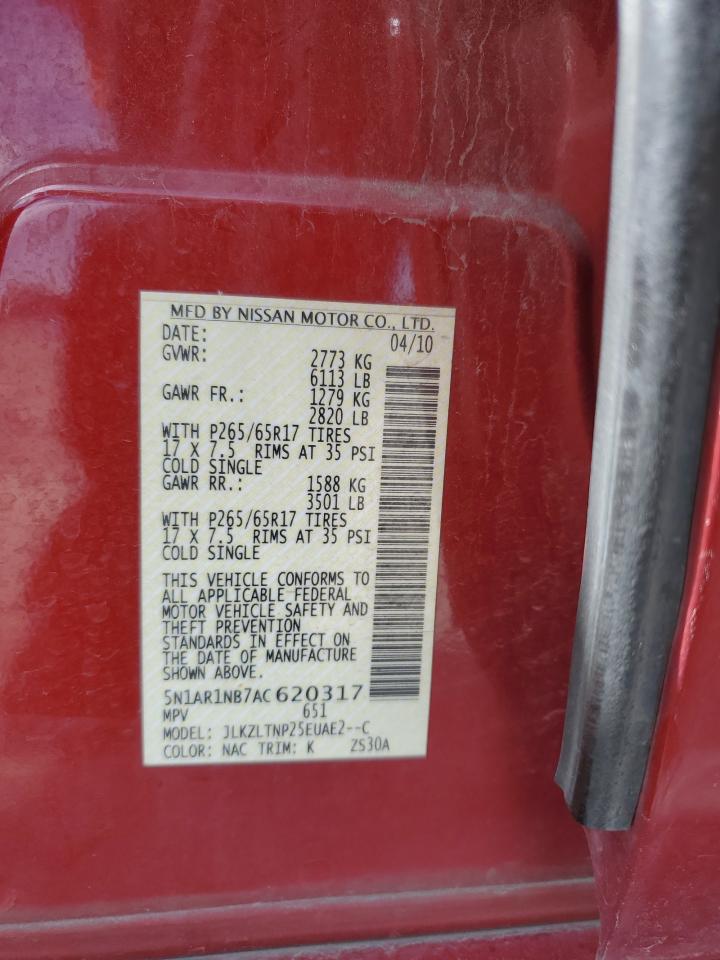 MFD BY NISSAN MOTOR CO., LTD.
DATE: 04/10
GVWR: 2773 KG
6113 LB
GAWR FR.: 1279 KG
2820 LB
WITH P265/65R17 TIRES
17 X 7.5 RIMS AT 35 PSI
COLD SINGLE
GAWR RR.: 1588 KG
3501 LB
WITH P265/65R17 TIRES
17 X 7.5 RIMS AT 35 PSI
COLD SINGLE
THIS VEHICLE CONFORMS TO
ALL APPLICABLE FEDERAL
MOTOR VEHICLE SAFETY AND
THEFT PREVENTION
STANDARDS IN EFFECT ON
THE DATE OF MANUFACTURE
SHOWN ABOVE.
5N1AR1NB7AC 620317
MPV 651
MODEL: JLKZLTNP25EUAE2--C
COLOR: NAC TRIM: K ZS30A